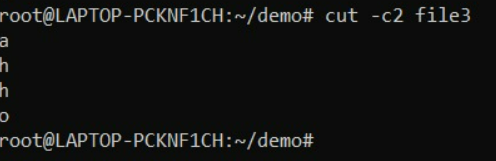 root@LAPTOP-PCKNF1CH:~/demo# cut -c2 file3
a
h
h
o
root@LAPTOP-PCKNF1CH:~/demo#